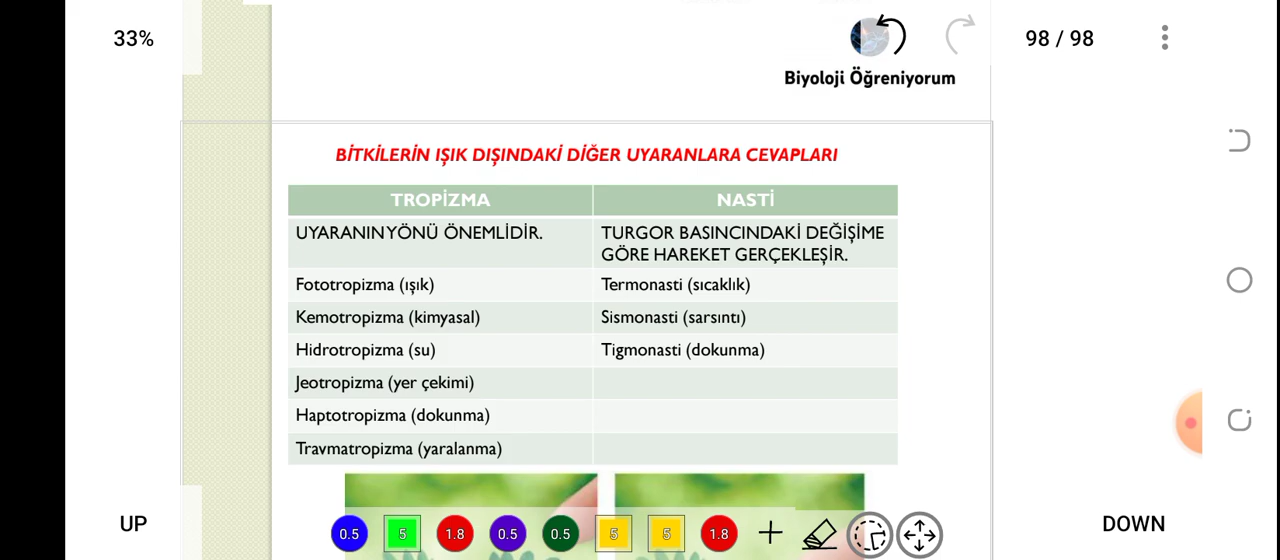 33%
98 / 98
Biyoloji Öğreniyorum
BİTKİLERİN IŞIK DIŞINDAKİ DİĞER UYARANLARA CEVAPLARI
TROPİZMA
NASTİ
UYARANIN YÖNÜ ÖNEMLİDİR.
TURGOR BASINCINDAKİ DEĞİŞİME
GÖRE HAREKET GERÇEKLEŞİR.
Fototropizma (ışık)
Termonasti (sıcaklık)
Kemotropizma (kimyasal)
Sismonasti (sarsıntı)
Hidrotropizma (su)
Tigmonasti (dokunma)
Jeotropizma (yer çekimi)
Haptotropizma (dokunma)
Travmatropizma (yaralanma)
UP
0.5 5 1.8 0.5 0.5 5 5 1.8
DOWN